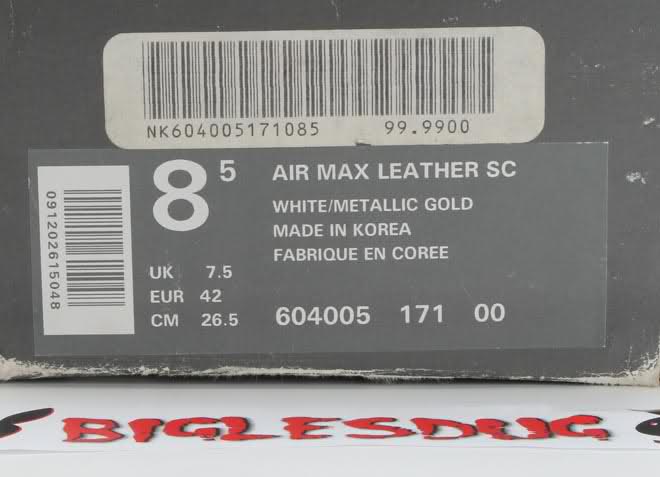 NK604005171085 99.9900
8 5 AIR MAX LEATHER SC
WHITE/METALLIC GOLD
MADE IN KOREA
FABRIQUE EN COREE
UK 7.5
EUR 42
CM 26.5
604005 171 00
091202615048
BIGLESDUG